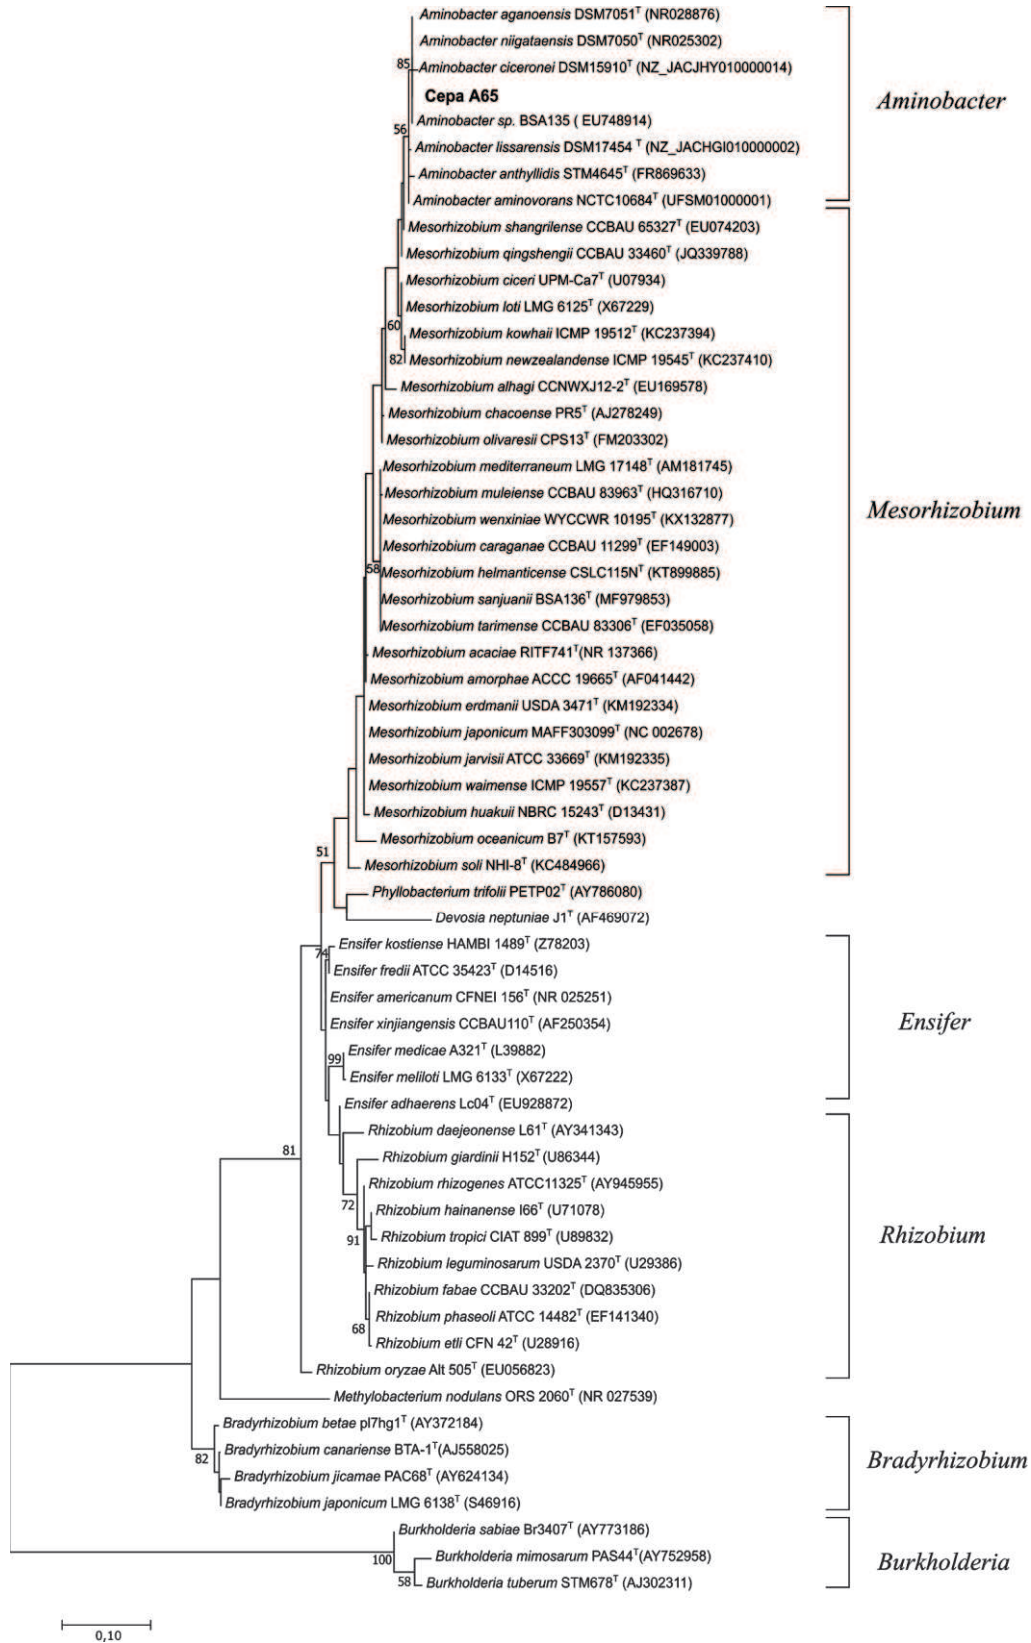 Aminobacter aganoensis DSM7051T (NR028876)
Aminobacter niigataensis DSM7050T (NR025302)
85
Aminobacter ciceronei DSM15910T (NZ_JACJHY010000014)
Cepa A65
Aminobacter
Aminobacter sp. BSA135 ( EU748914)
56
Aminobacter lissarensis DSM17454 T (NZ_JACHGI010000002)
Aminobacter anthyllidis STM4645T (FR869633)
Aminobacter aminovorans NCTC10684T (UFSM01000001)
Mesorhizobium shangrilense CCBAU 65327T (EU074203)
Mesorhizobium qingshengii CCBAU 33460T (JQ339788)
Mesorhizobium ciceri UPM-Ca7T (U07934)
Mesorhizobium loti LMG 6125T (X67229)
60
Mesorhizobium kowhaii ICMP 19512T (KC237394)
82
Mesorhizobium newzealandense ICMP 19545T (KC237410)
Mesorhizobium alhagi CCNWXJ12-2T (EU169578)
Mesorhizobium chacoense PR5T (AJ278249)
Mesorhizobium olivaresii CPS13T (FM203302)
Mesorhizobium mediterraneum LMG 17148T (AM181745)
Mesorhizobium muleiense CCBAU 83963T (HQ316710)
Mesorhizobium
Mesorhizobium wenxiniae WYCCWR 10195T (KX132877)
Mesorhizobium caraganae CCBAU 11299T (EF149003)
58
Mesorhizobium helmanticense CSLC115NT (KT899885)
Mesorhizobium sanjuanii BSA136T (MF979853)
Mesorhizobium tarimense CCBAU 83306T (EF035058)
Mesorhizobium acaciae RITF741T(NR 137366)
Mesorhizobium amorphae ACCC 19665T (AF041442)
Mesorhizobium erdmanii USDA 3471T (KM192334)
Mesorhizobium japonicum MAFF303099T (NC 002678)
Mesorhizobium jarvisii ATCC 33669T (KM192335)
Mesorhizobium waimense ICMP 19557T (KC237387)
Mesorhizobium huakuii NBRC 15243T (D13431)
Mesorhizobium oceanicum B7T (KT157593)
51
Mesorhizobium soli NHI-8T (KC484966)
Phyllobacterium trifolii PETP02T (AY786080)
Devosia neptuniae J1T (AF469072)
Ensifer kostiense HAMBI 1489T (Z78203)
74
Ensifer fredii ATCC 35423T (D14516)
Ensifer americanum CFNEI 156T (NR 025251)
Ensifer xinjiangensis CCBAU110T (AF250354)
Ensifer
Ensifer medicae A321T (L39882)
99
Ensifer meliloti LMG 6133T (X67222)
Ensifer adhaerens Lc04T (EU928872)
Rhizobium daejeonense L61T (AY341343)
81
Rhizobium giardinii H152T (U86344)
Rhizobium rhizogenes ATCC11325T (AY945955)
72
Rhizobium hainanense I66T (U71078)
91
Rhizobium tropici CIAT 899T (U89832)
Rhizobium
Rhizobium leguminosarum USDA 2370T (U29386)
Rhizobium fabae CCBAU 33202T (DQ835306)
Rhizobium phaseoli ATCC 14482T (EF141340)
68
Rhizobium etli CFN 42T (U28916)
Rhizobium oryzae Alt 505T (EU056823)
Methylobacterium nodulans ORS 2060T (NR 027539)
Bradyrhizobium betae pl7hg1T (AY372184)
Bradyrhizobium canariense BTA-1T(AJ558025)
82
Bradyrhizobium
Bradyrhizobium jicamae PAC68T (AY624134)
Bradyrhizobium japonicum LMG 6138T (S46916)
Burkholderia sabiae Br3407T (AY773186)
100
Burkholderia mimosarum PAS44T(AY752958)
Burkholderia
58
Burkholderia tuberum STM678T (AJ302311)
0,10